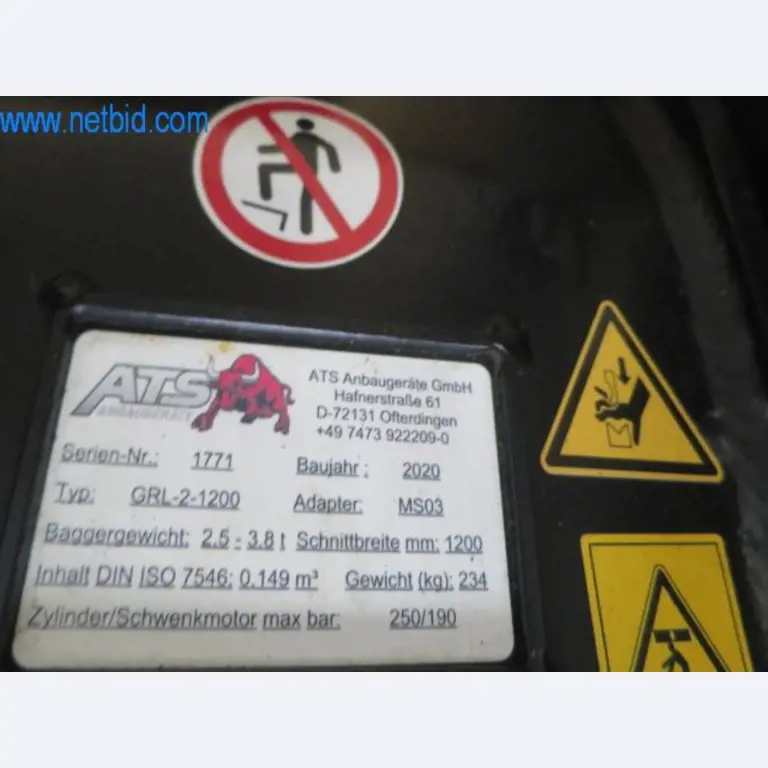 www.netbid.com
ATS
ANBAUGERÄTE
ATS Anbaugeräte GmbH
Hafnerstraße 61
D-72131 Ofterdingen
+49 7473 922209-0
Serien-Nr.: 1771 Baujahr : 2020
Typ: GRL-2-1200 Adapter: MS03
Baggergewicht: 2.5 - 3.8 t Schnittbreite mm: 1200
Inhalt DIN ISO 7546: 0.149 m³ Gewicht (kg): 234
Zylinder/Schwenkmotor max bar: 250/190